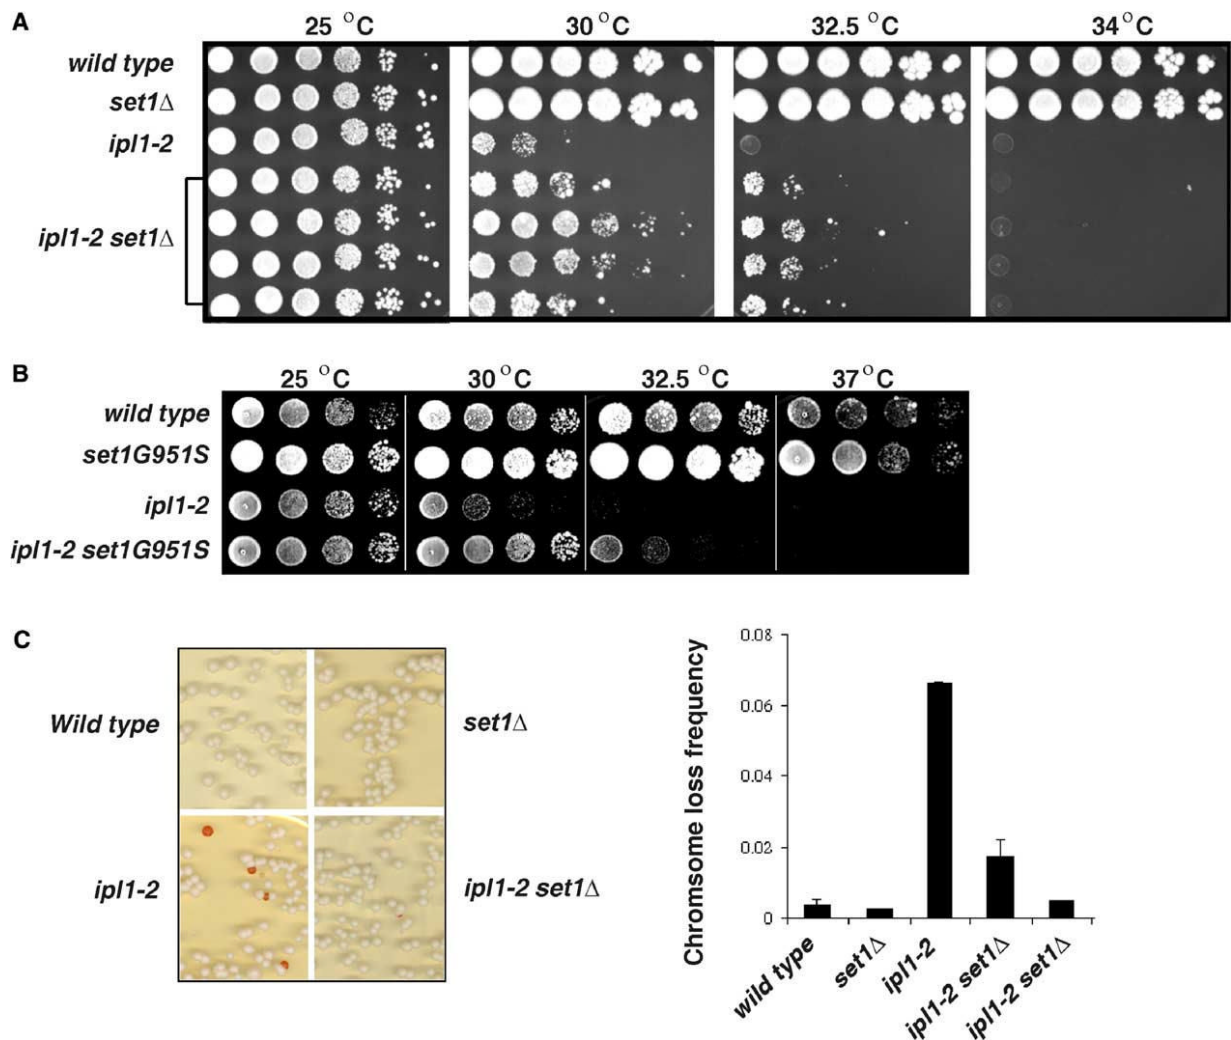 A
25 °C 30 °C 32.5 °C 34°C
wild type
set1Δ
ipl1-2
ipl1-2 set1Δ
B
25 °C 30 °C 32.5 °C 37 °C
wild type
set1G951S
ipl1-2
ipl1-2 set1G951S
C
Wild type
set1Δ
ipl1-2
ipl1-2 set1Δ
Chromsome loss frequency
0.08
0.06
0.04
0.02
0
wild type
set1Δ
ipl1-2
ipl1-2 set1Δ
ipl1-2 set1Δ